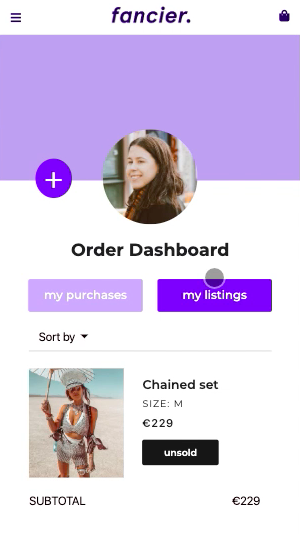 fancier.
Order Dashboard
my purchases
my listings
Sort by
Chained set
SIZE: M
€229
unsold
SUBTOTAL €229